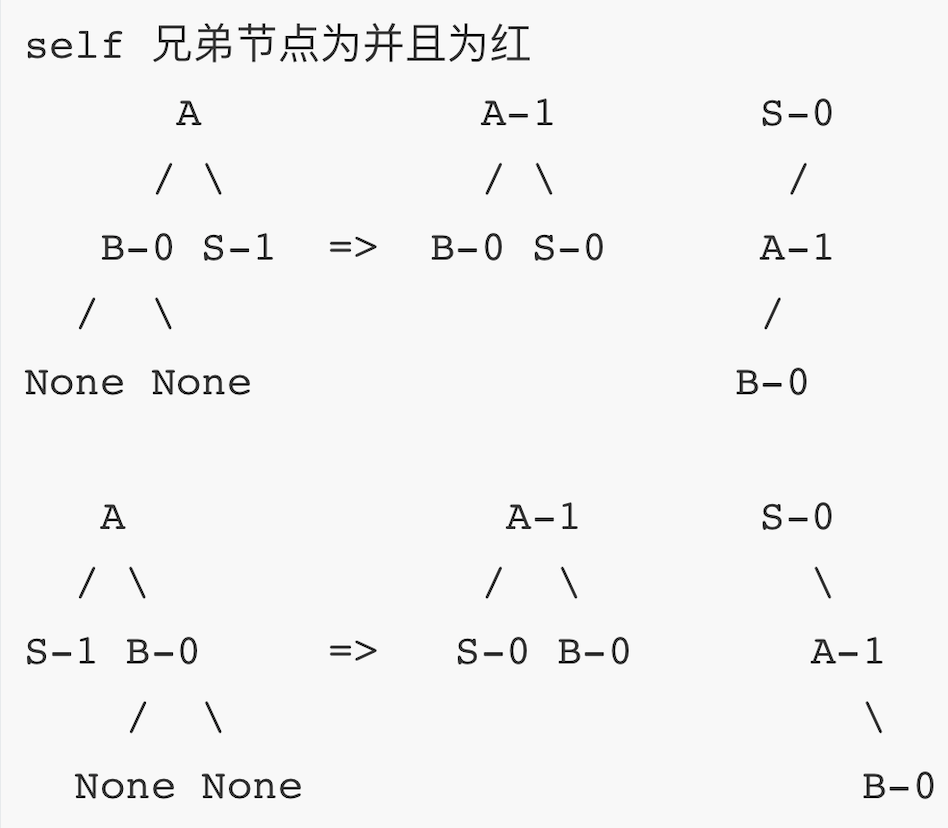 self 兄弟节点为并且为红
A A-1 S-0
/ \ / \ /
B-0 S-1 => B-0 S-0 A-1
/ \ /
None None B-0
A A-1 S-0
/ \ / \ \
S-1 B-0 => S-0 B-0 A-1
/ \ \
None None B-0